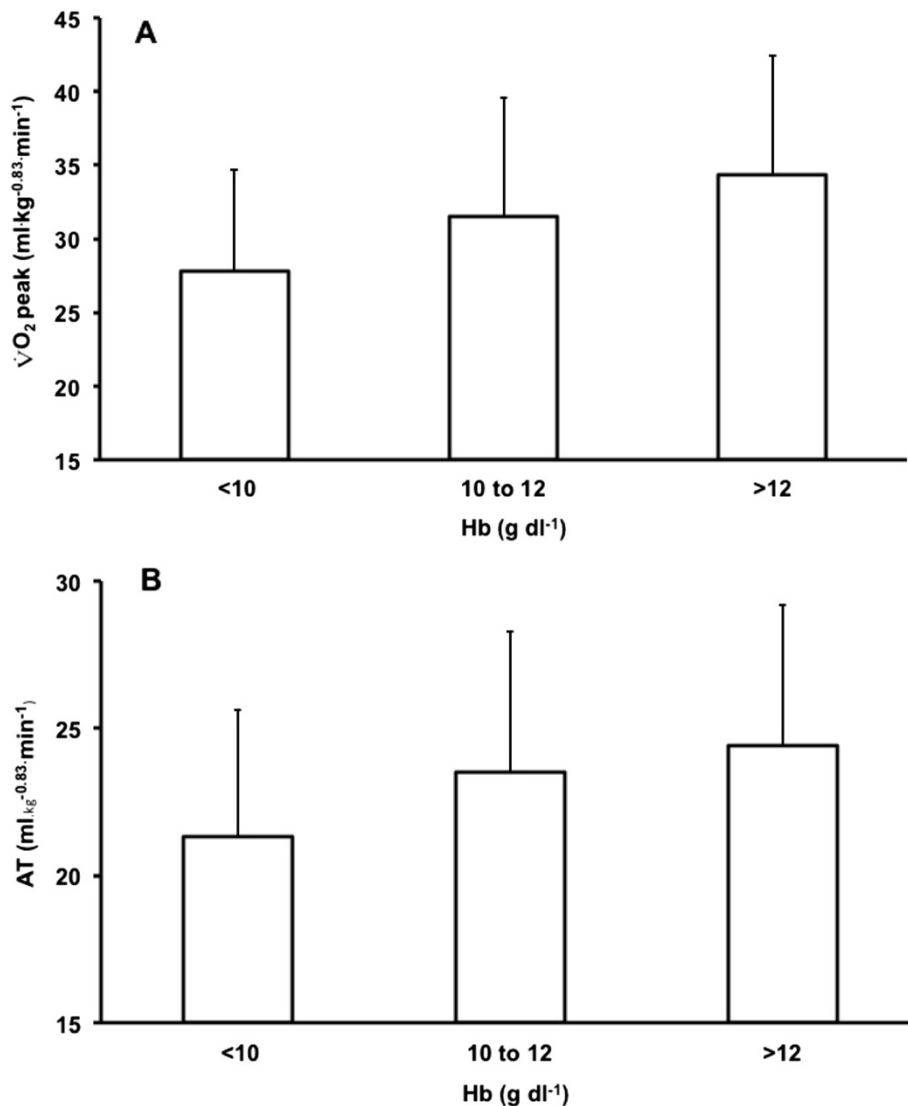 A
45
40
35
30
25
20
15
V̇O₂ peak (ml·kg⁻⁰·⁸³·min⁻¹)
<10 10 to 12 >12
Hb (g dl⁻¹)
B
30
25
20
15
AT (ml.kg⁻⁰·⁸³·min⁻¹)
<10 10 to 12 >12
Hb (g dl⁻¹)